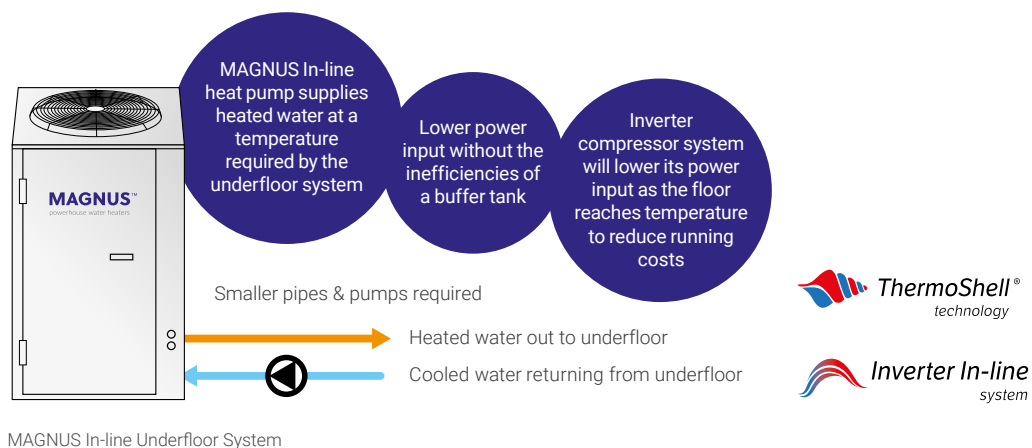 MAGNUS In-line
heat pump supplies
heated water at a
temperature
required by the
underfloor system
Lower power
input without the
inefficiencies of
a buffer tank
Inverter
compressor system
will lower its power
input as the floor
reaches temperature
to reduce running
costs
MAGNUS™
powerhouse water heaters
Smaller pipes & pumps required
Heated water out to underfloor
Cooled water returning from underfloor
ThermoShell®
technology
Inverter In-line
system
MAGNUS In-line Underfloor System